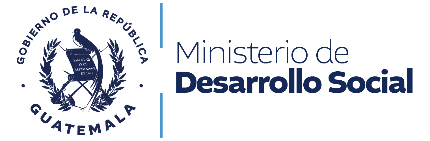 GOBIERNO DE LA REPÚBLICA
GUATEMALA
Ministerio de
Desarrollo Social